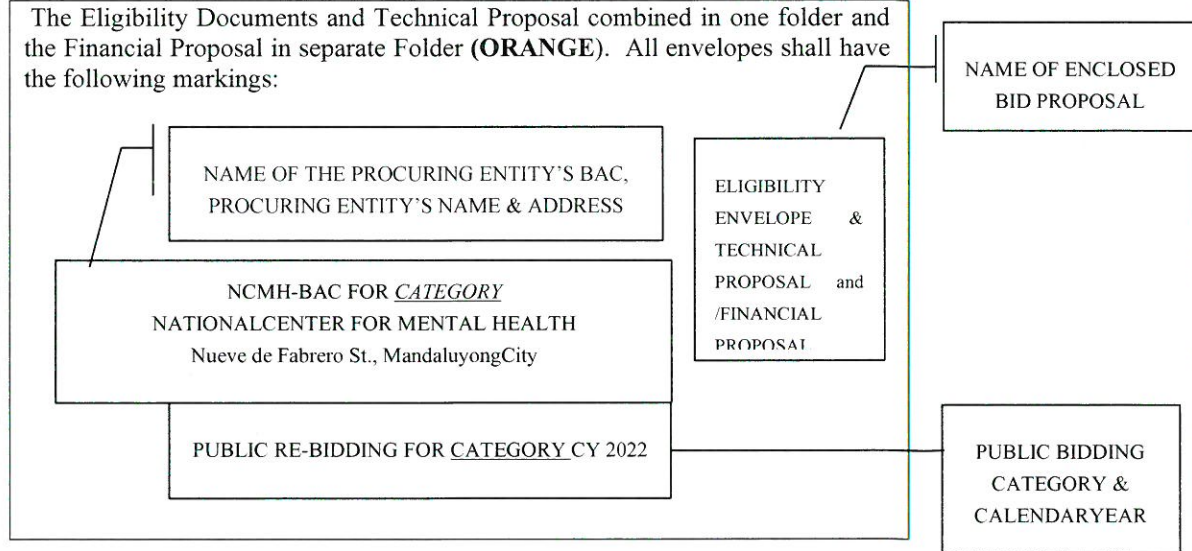 The Eligibility Documents and Technical Proposal combined in one folder and
the Financial Proposal in separate Folder (ORANGE). All envelopes shall have
the following markings:
NAME OF ENCLOSED
BID PROPOSAL
NAME OF THE PROCURING ENTITY'S BAC,
PROCURING ENTITY'S NAME & ADDRESS
ELIGIBILITY
ENVELOPE &
TECHNICAL
PROPOSAL and
/FINANCIAL
PROPOSAL
NCMH-BAC FOR CATEGORY
NATIONALCENTER FOR MENTAL HEALTH
Nueve de Fabrero St., MandaluyongCity
PUBLIC RE-BIDDING FOR CATEGORY CY 2022
PUBLIC BIDDING
CATEGORY &
CALENDARYEAR